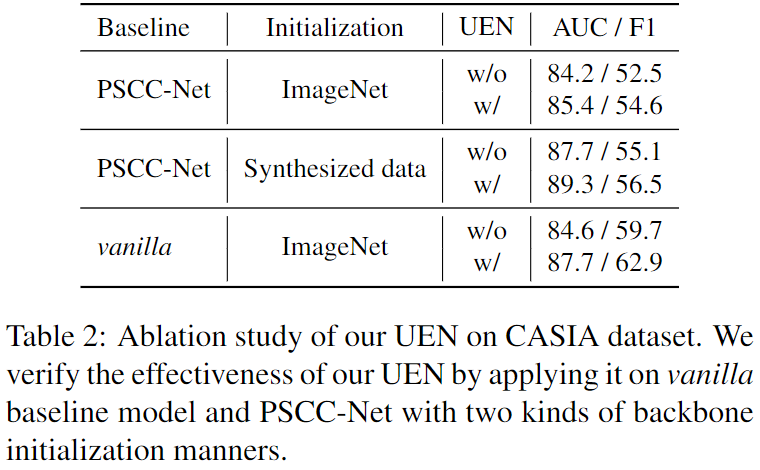 Baseline Initialization UEN AUC / F1
PSCC-Net ImageNet w/o 84.2 / 52.5
w/ 85.4 / 54.6
PSCC-Net Synthesized data w/o 87.7 / 55.1
w/ 89.3 / 56.5
vanilla ImageNet w/o 84.6 / 59.7
w/ 87.7 / 62.9
Table 2: Ablation study of our UEN on CASIA dataset. We
verify the effectiveness of our UEN by applying it on vanilla
baseline model and PSCC-Net with two kinds of backbone
initialization manners.